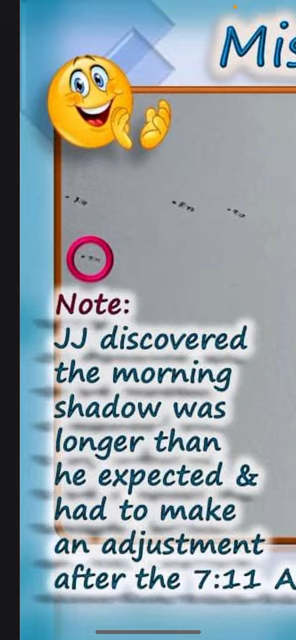 Mis
Note:
JJ discovered
the morning
shadow was
longer than
he expected &
had to make
an adjustment
after the 7:11 A